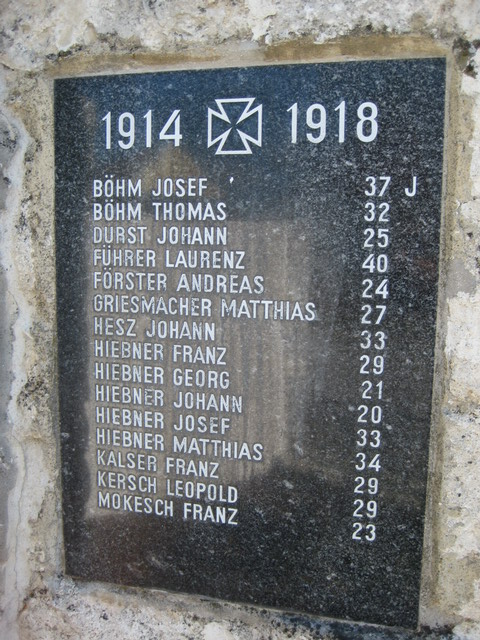 1914 1918
BÖHM JOSEF 37 J
BÖHM THOMAS 32
DURST JOHANN 25
FÜHRER LAURENZ 40
FÖRSTER ANDREAS 24
GRIESMACHER MATTHIAS 27
HESZ JOHANN 33
HIEBNER FRANZ 29
HIEBNER GEORG 21
HIEBNER JOHANN 20
HIEBNER JOSEF 33
HIEBNER MATTHIAS 34
KALSER FRANZ 29
KERSCH LEOPOLD 29
MOKESCH FRANZ 23